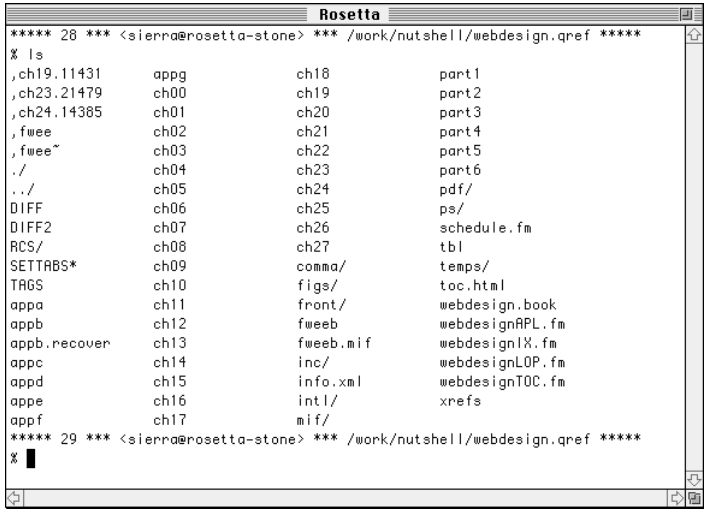 Rosetta
***** 28 *** <sierra@rosetta-stone> *** /work/nutshell/webdesign.qref *****
% ls
,ch19.11431 appg ch18 part1
,ch23.21479 ch00 ch19 part2
,ch24.14385 ch01 ch20 part3
,fwee ch02 ch21 part4
,fwee~ ch03 ch22 part5
./ ch04 ch23 part6
../ ch05 ch24 pdf/
DIFF ch06 ch25 ps/
DIFF2 ch07 ch26 schedule.fm
RCS/ ch08 ch27 tbl
SETTABS* ch09 comma/ temps/
TAGS ch10 figs/ toc.html
appa ch11 front/ webdesign.book
appb ch12 fweeb webdesignAPL.fm
appb.recover ch13 fweeb.mif webdesignIX.fm
appc ch14 inc/ webdesignLOP.fm
appd ch15 info.xml webdesignTOC.fm
appe ch16 intl/ xrefs
appf ch17 mif/
***** 29 *** <sierra@rosetta-stone> *** /work/nutshell/webdesign.qref *****
%